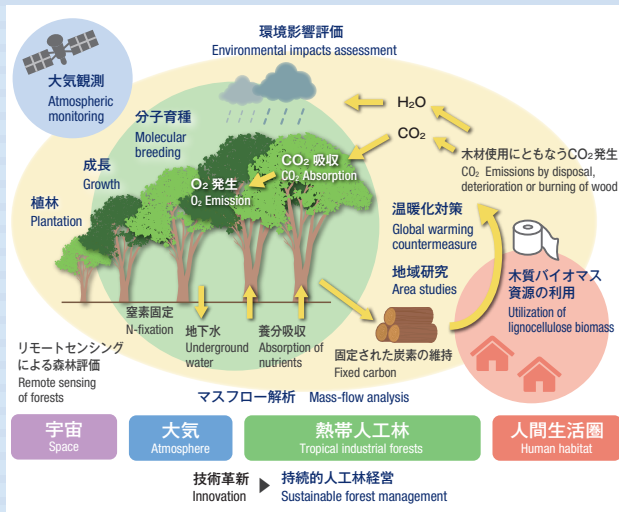 環境影響評価
Environmental impacts assessment
大気観測
Atmospheric
monitoring
分子育種
Molecular
breeding
成長
Growth
植林
Plantation
H₂O
CO₂
CO₂ 吸収
CO₂ Absorption
O₂ 発生
O₂ Emission
木材使用にともなうCO₂発生
CO₂ Emissions by disposal,
deterioration or burning of wood
温暖化対策
Global warming
countermeasure
地域研究
Area studies
木質バイオマス
資源の利用
Utilization of
lignocellulose biomass
窒素固定
N-fixation
地下水
Underground
water
養分吸収
Absorption of
nutrients
固定された炭素の維持
Fixed carbon
リモートセンシング
による森林評価
Remote sensing
of forests
マスフロー解析 Mass-flow analysis
宇宙
Space
大気
Atmosphere
熱帯人工林
Tropical industrial forests
人間生活圏
Human habitat
技術革新
Innovation
持続的人工林経営
Sustainable forest management